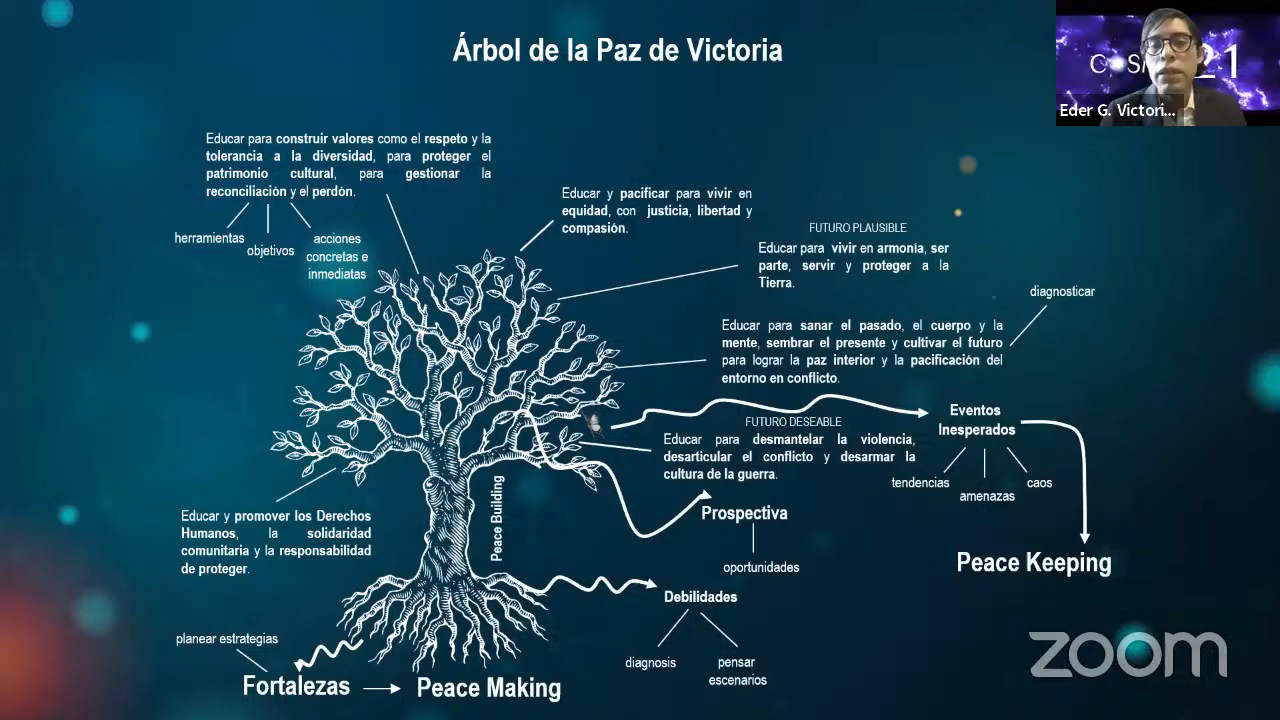 Árbol de la Paz de Victoria
21
Eder G. Victori...
Educar para construir valores como el respeto y la
tolerancia a la diversidad, para proteger el
patrimonio cultural, para gestionar la
reconciliación y el perdón.
herramientas
objetivos
acciones
concretas e
inmediatas
Educar y pacificar para vivir en
equidad, con justicia, libertad y
compasión.
FUTURO PLAUSIBLE
Educar para vivir en armonía, ser
parte, servir y proteger a la
Tierra.
diagnosticar
Educar para sanar el pasado, el cuerpo y la
mente, sembrar el presente y cultivar el futuro
para lograr la paz interior y la pacificación del
entorno en conflicto.
Eventos
Inesperados
tendencias
amenazas
caos
FUTURO DESEABLE
Educar para desmantelar la violencia,
desarticular el conflicto y desarmar la
cultura de la guerra.
Peace Building
Prospectiva
oportunidades
Peace Keeping
Educar y promover los Derechos
Humanos, la solidaridad
comunitaria y la responsabilidad
de proteger.
Debilidades
diagnosis
pensar
escenarios
planear estrategias
Fortalezas
Peace Making
zoom